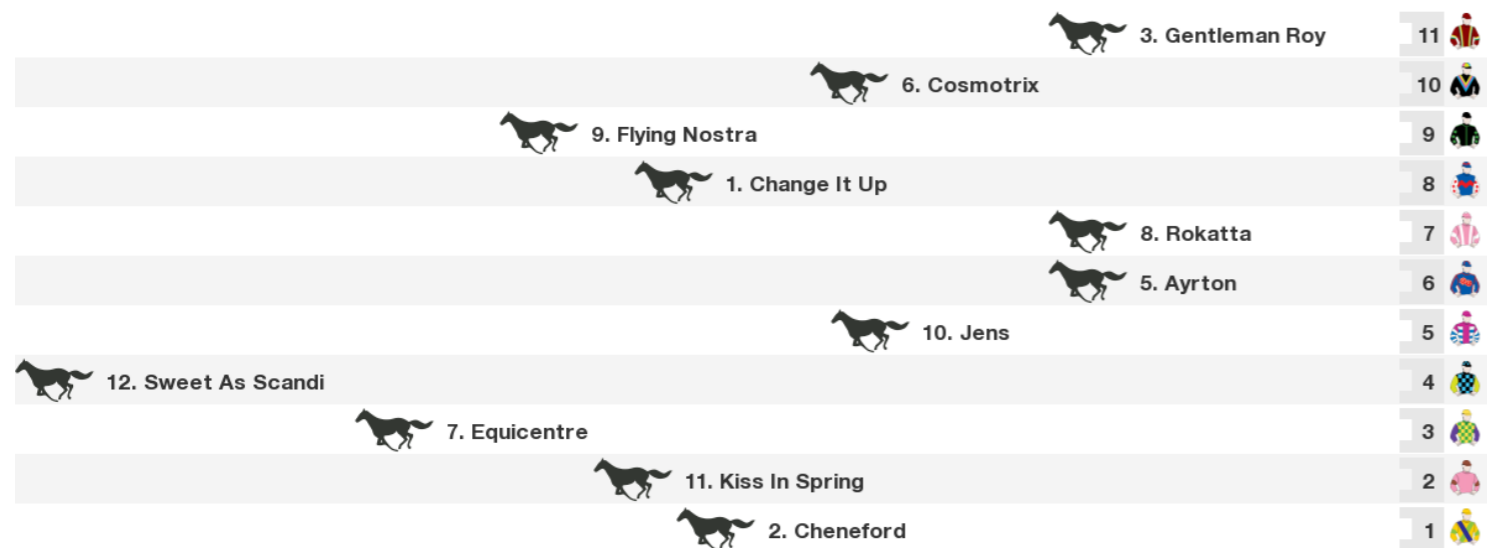 3. Gentleman Roy 11
6. Cosmotrix 10
9. Flying Nostra 9
1. Change It Up 8
8. Rokatta 7
5. Ayrton 6
10. Jens 5
12. Sweet As Scandi 4
7. Equicentre 3
11. Kiss In Spring 2
2. Cheneford 1